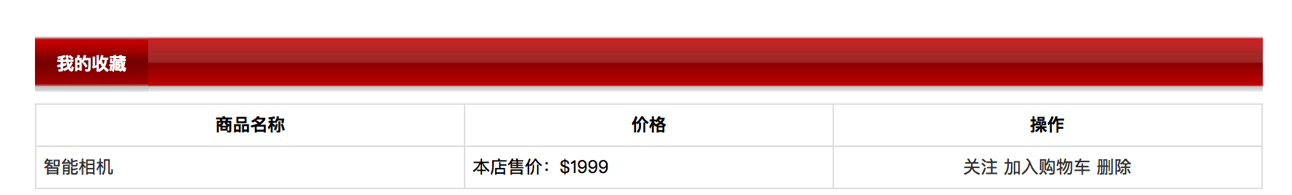 我的收藏
商品名称 价格 操作
智能相机 本店售价：$1999 关注 加入购物车 删除